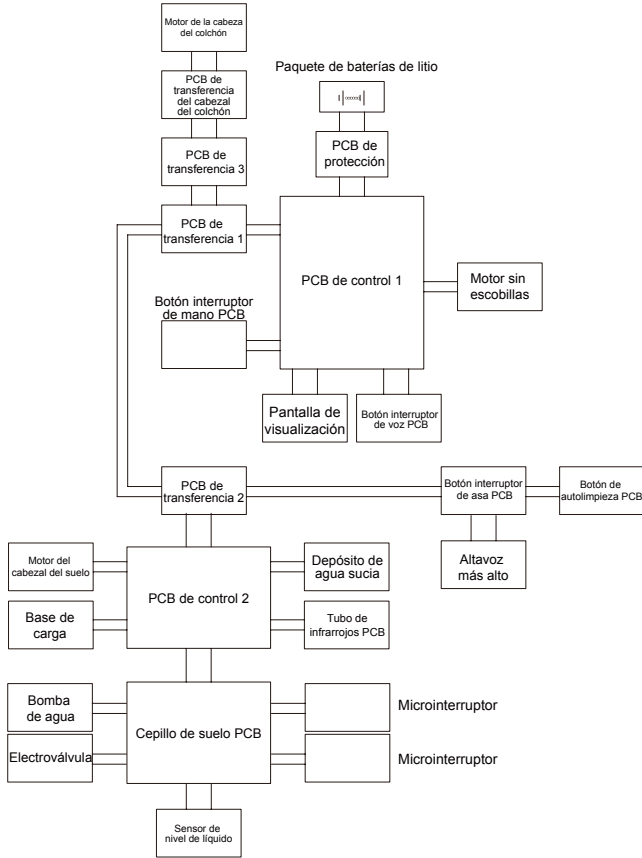 Motor de la cabeza
del colchón
PCB de
transferencia
del cabezal
del colchón
Paquete de baterías de litio
PCB de
transferencia 3
PCB de
protección
PCB de
transferencia 1
PCB de control 1
Motor sin
escobillas
Botón interruptor
de mano PCB
Pantalla de
visualización
Botón interruptor
de voz PCB
PCB de
transferencia 2
Botón interruptor
de asa PCB
Botón de
autolimpieza PCB
Altavoz
más alto
Motor del
cabezal del suelo
PCB de control 2
Depósito de
agua sucia
Base de
carga
Tubo de
infrarrojos PCB
Bomba
de agua
Cepillo de suelo PCB
Microinterruptor
Electroválvula
Microinterruptor
Sensor de
nivel de líquido